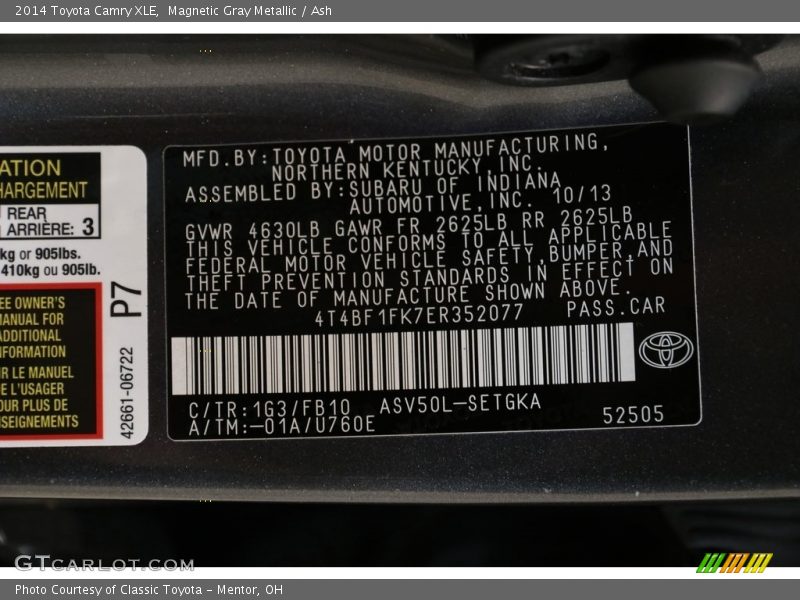 2014 Toyota Camry XLE,  Magnetic Gray Metallic / Ash
ATION
HARGEMENT
REAR
ARRIÈRE: 3
kg or 905lbs.
410kg ou 905lb.
EE OWNER'S
MANUAL FOR
ADDITIONAL
NFORMATION
R LE MANUEL
E L'USAGER
OUR PLUS DE
SEIGNEMENTS
P7
42661-06722
MFD.BY:TOYOTA MOTOR MANUFACTURING,
NORTHERN KENTUCKY,INC.
ASSEMBLED BY:SUBARU OF INDIANA
AUTOMOTIVE,INC. 10/13
GVWR 4630LB GAWR FR 2625LB RR 2625LB
THIS VEHICLE CONFORMS TO ALL APPLICABLE
FEDERAL MOTOR VEHICLE SAFETY,BUMPER,AND
THEFT PREVENTION STANDARDS IN EFFECT ON
THE DATE OF MANUFACTURE SHOWN ABOVE.
4T4BF1FK7ER352077 PASS.CAR
C/TR:1G3/FB10 ASV50L-SETGKA
A/TM:-01A/U760E 52505
GTCARLOT.COM
Photo Courtesy of Classic Toyota - Mentor, OH